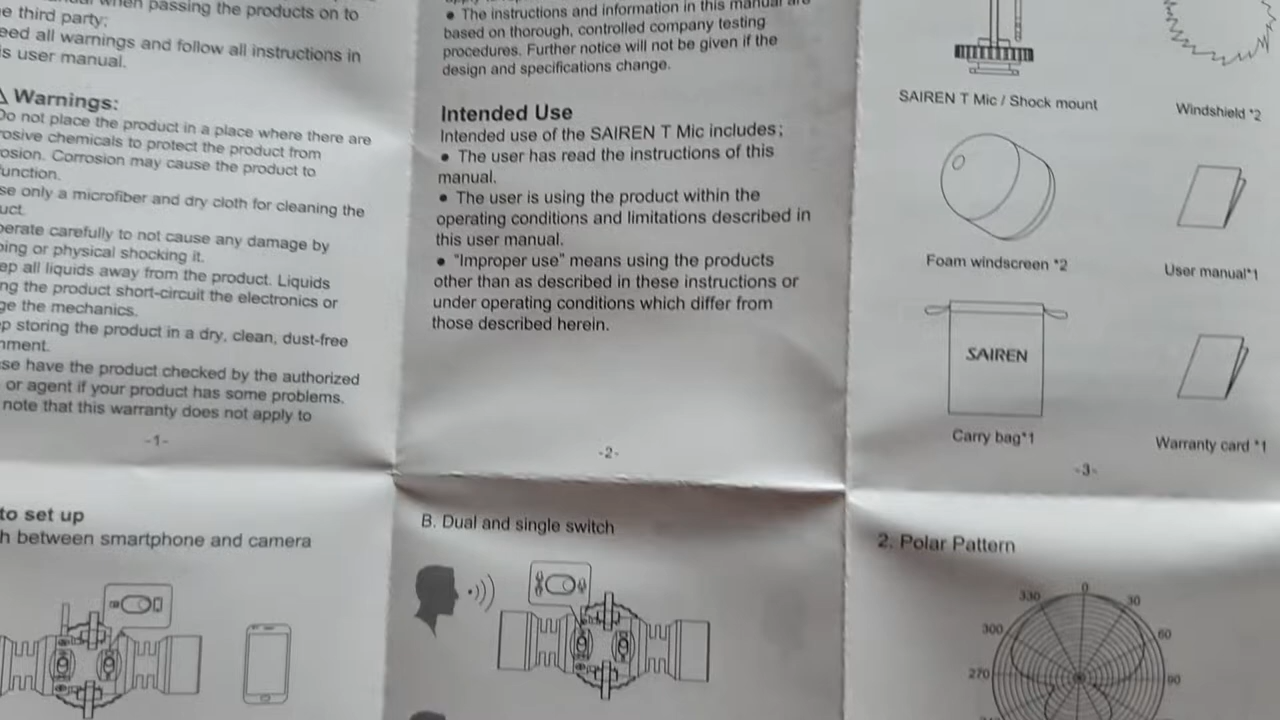 when passing the products on to
e third party;
eed all warnings and follow all instructions in
is user manual.
Warnings:
Do not place the product in a place where there are
rosive chemicals to protect the product from
osion. Corrosion may cause the product to
function.
se only a microfiber and dry cloth for cleaning the
uct.
perate carefully to not cause any damage by
ping or physical shocking it.
ep all liquids away from the product. Liquids
ng the product short-circuit the electronics or
ge the mechanics.
p storing the product in a dry, clean, dust-free
nment.
se have the product checked by the authorized
or agent if your product has some problems.
note that this warranty does not apply to
-1-
• The instructions and information in this manual are
based on thorough, controlled company testing
procedures. Further notice will not be given if the
design and specifications change.
Intended Use
Intended use of the SAIREN T Mic includes;
• The user has read the instructions of this
manual.
• The user is using the product within the
operating conditions and limitations described in
this user manual.
• “Improper use” means using the products
other than as described in these instructions or
under operating conditions which differ from
those described herein.
-2-
SAIREN T Mic / Shock mount
Windshield *2
Foam windscreen *2
User manual*1
SAIREN
Carry bag*1
Warranty card *1
-3-
to set up
h between smartphone and camera
B. Dual and single switch
2. Polar Pattern
0
330
30
300
60
270
90